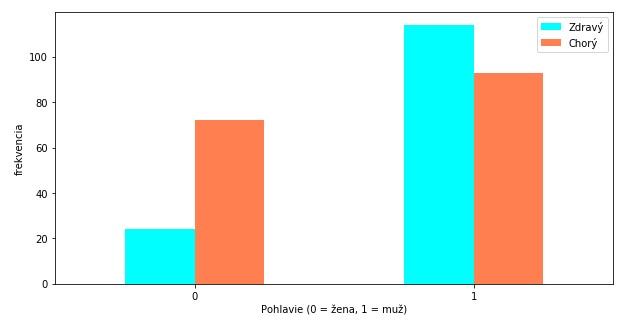 Zdravý
Chorý
100
80
60
40
20
0
frekvencia
0 1
Pohlavie (0 = žena, 1 = muž)